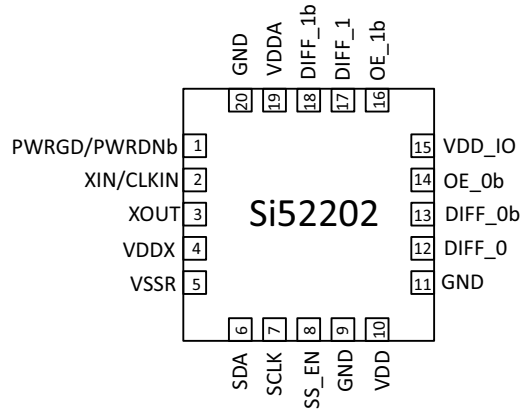 GND
VDDA
DIFF_1b
DIFF_1
OE_1b
20
19
18
17
16
PWRGD/PWRDNb 1
XIN/CLKIN 2
XOUT 3
VDDX 4
VSSR 5
Si52202
15 VDD_IO
14 OE_0b
13 DIFF_0b
12 DIFF_0
11 GND
6
7
8
9
10
SDA
SCLK
SS_EN
GND
VDD